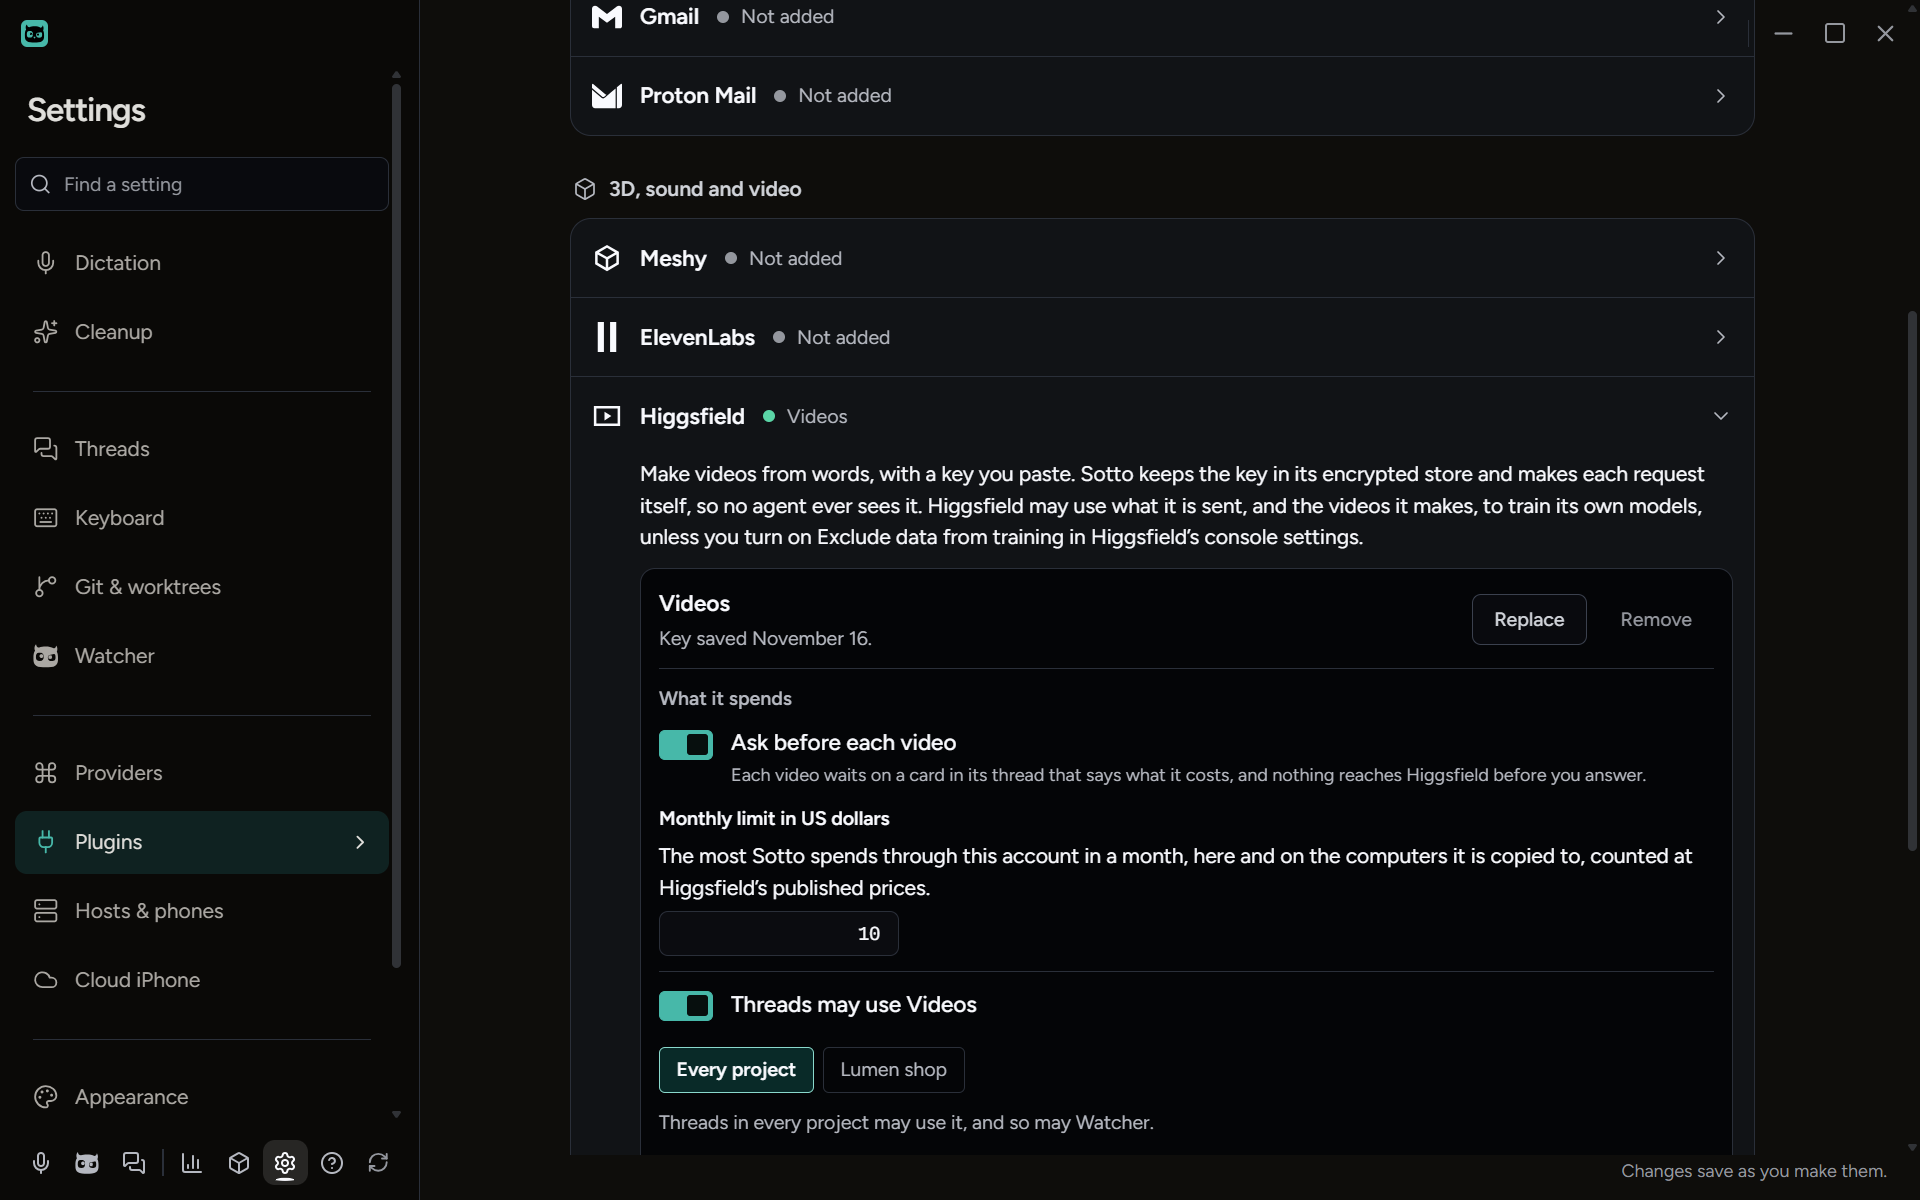 Settings
Find a setting
Dictation
Cleanup
Threads
Keyboard
Git & worktrees
Watcher
Providers
Plugins
Hosts & phones
Cloud iPhone
Appearance
Gmail Not added
Proton Mail Not added
3D, sound and video
Meshy Not added
ElevenLabs Not added
Higgsfield Videos
Make videos from words, with a key you paste. Sotto keeps the key in its encrypted store and makes each request
itself, so no agent ever sees it. Higgsfield may use what it is sent, and the videos it makes, to train its own models,
unless you turn on Exclude data from training in Higgsfield’s console settings.
Videos
Key saved November 16.
Replace
Remove
What it spends
Ask before each video
Each video waits on a card in its thread that says what it costs, and nothing reaches Higgsfield before you answer.
Monthly limit in US dollars
The most Sotto spends through this account in a month, here and on the computers it is copied to, counted at
Higgsfield’s published prices.
10
Threads may use Videos
Every project
Lumen shop
Threads in every project may use it, and so may Watcher.
Changes save as you make them.